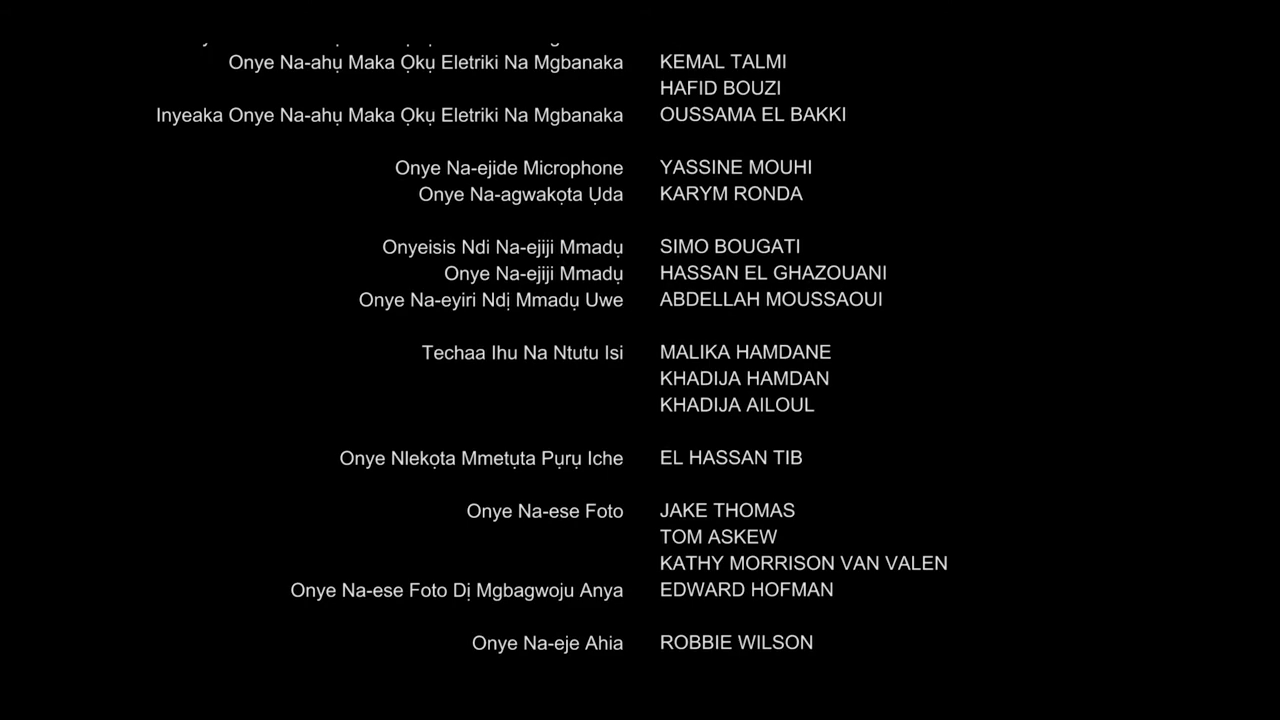 Onye Na-ahụ Maka Ọkụ Eletriki Na Mgbanaka KEMAL TALMI
HAFID BOUZI
Inyeaka Onye Na-ahụ Maka Ọkụ Eletriki Na Mgbanaka OUSSAMA EL BAKKI
Onye Na-ejide Microphone YASSINE MOUHI
Onye Na-agwakọta Ụda KARYM RONDA
Onyeisis Ndi Na-ejiji Mmadụ SIMO BOUGATI
Onye Na-ejiji Mmadụ HASSAN EL GHAZOUANI
Onye Na-eyiri Ndị Mmadụ Uwe ABDELLAH MOUSSAOUI
Techaa Ihu Na Ntutu Isi MALIKA HAMDANE
KHADIJA HAMDAN
KHADIJA AILOUL
Onye Nlekọta Mmetụta Pụrụ Iche EL HASSAN TIB
Onye Na-ese Foto JAKE THOMAS
TOM ASKEW
KATHY MORRISON VAN VALEN
Onye Na-ese Foto Dị Mgbagwoju Anya EDWARD HOFMAN
Onye Na-eje Ahia ROBBIE WILSON